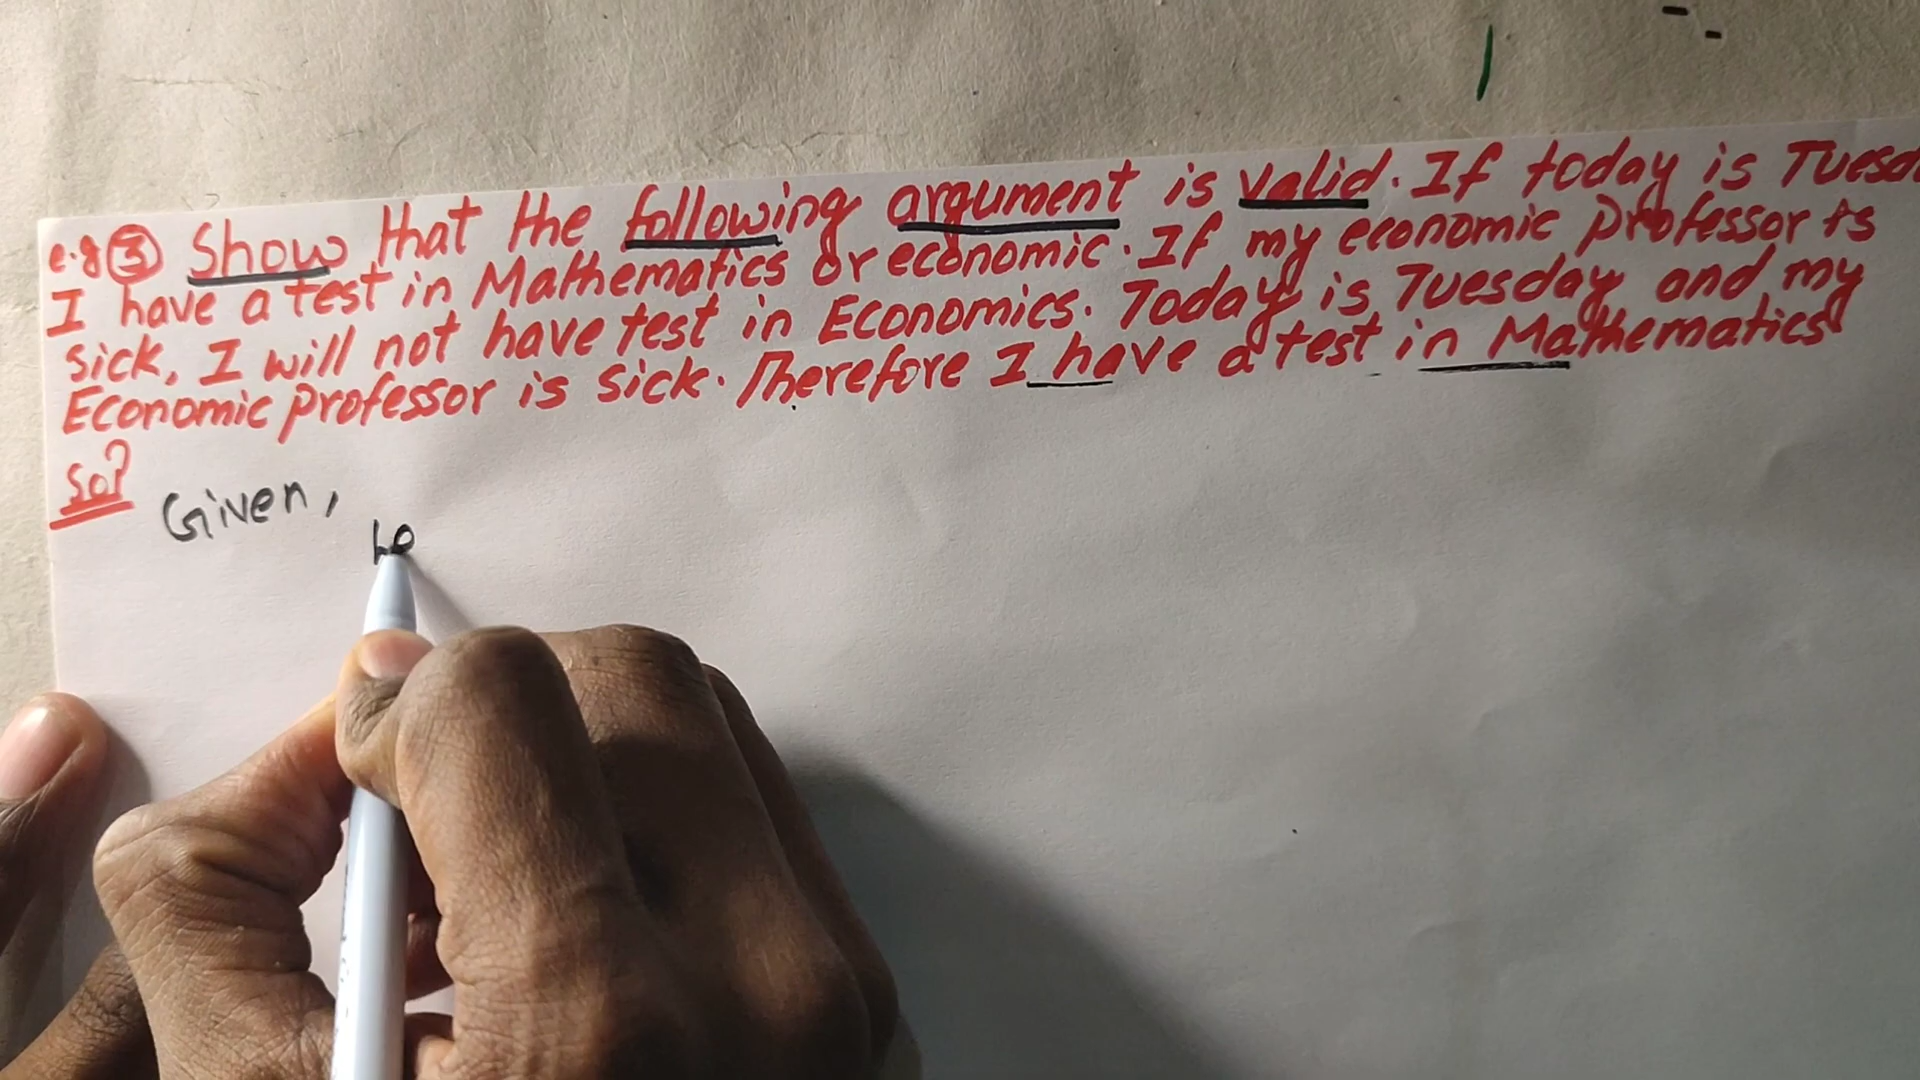 e.g ③ Show that the following argument is valid. If today is Tuesd
I have a test in Mathematics or economic. If my economic professor is
sick, I will not have test in Economics. Today is Tuesday and my
Economic professor is sick. Therefore I have a test in Mathematics
Given,